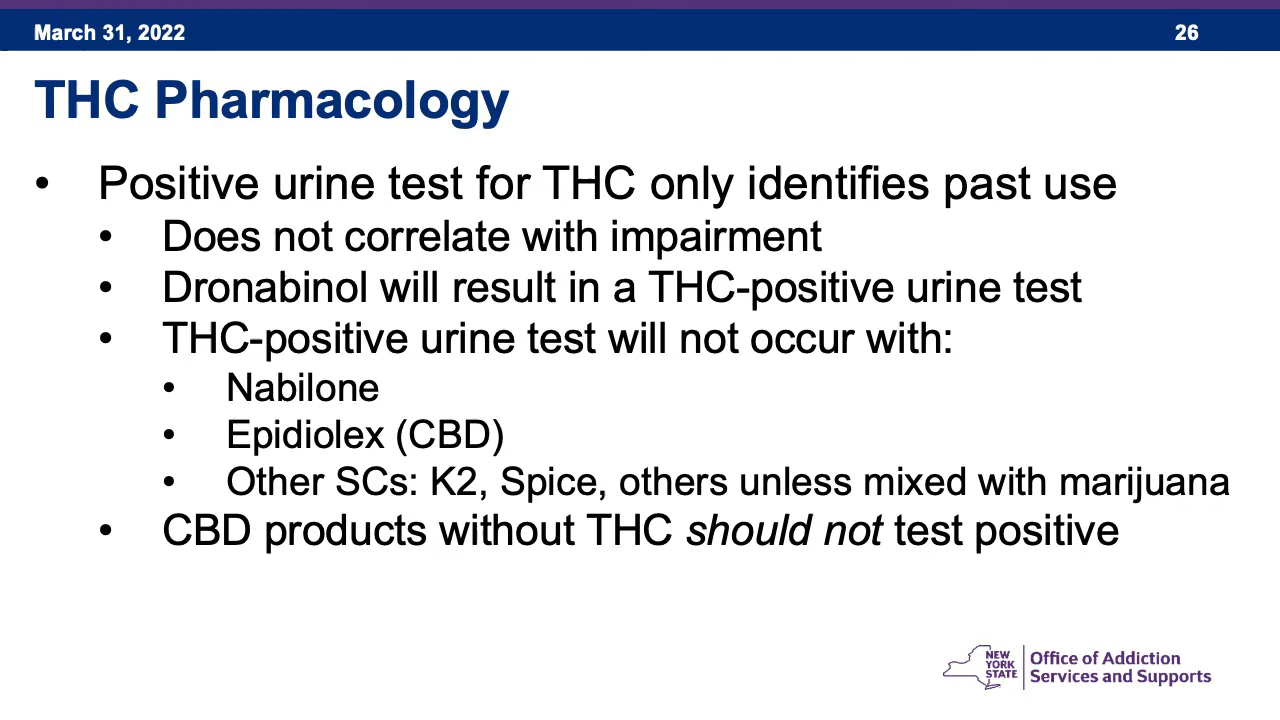 March 31, 2022
26
THC Pharmacology
• Positive urine test for THC only identifies past use
• Does not correlate with impairment
• Dronabinol will result in a THC-positive urine test
• THC-positive urine test will not occur with:
• Nabilone
• Epidiolex (CBD)
• Other SCs: K2, Spice, others unless mixed with marijuana
• CBD products without THC should not test positive
NEW
YORK
STATE
Office of Addiction
Services and Supports